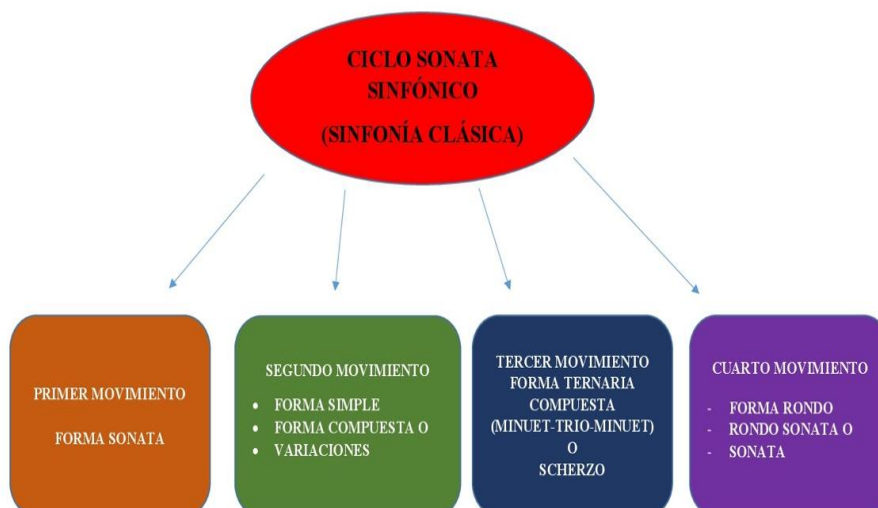 CICLO SONATA
SINFÓNICO
(SINFONÍA CLÁSICA)
PRIMER MOVIMIENTO
FORMA SONATA
SEGUNDO MOVIMIENTO
• FORMA SIMPLE
• FORMA COMPUESTA O
• VARIACIONES
TERCER MOVIMIENTO
FORMA TERNARIA
COMPUESTA
(MINUET-TRIO-MINUET)
O
SCHERZO
CUARTO MOVIMIENTO
- FORMA RONDO
- RONDO SONATA O
- SONATA